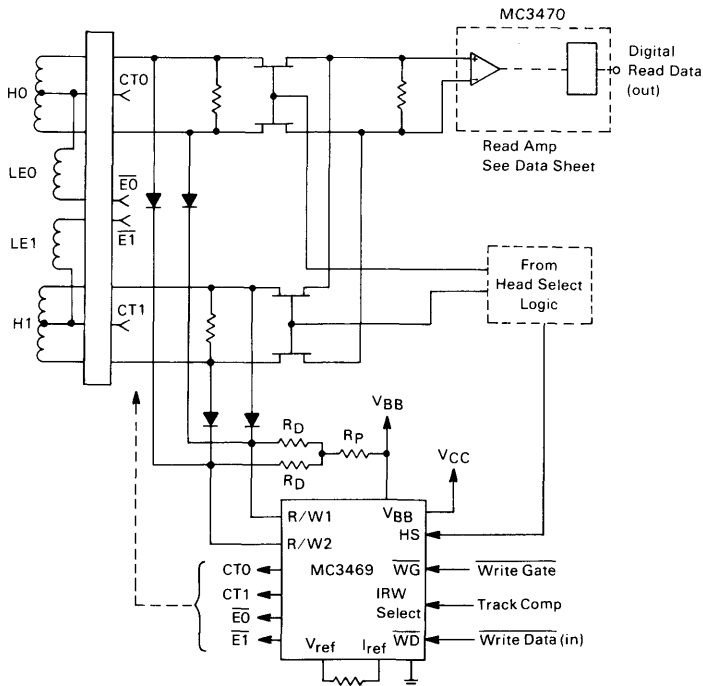 MC3470
Digital
Read Data
(out)
+
−
Read Amp
See Data Sheet
H0
CT0
LE0
E0
E1
LE1
H1
CT1
From
Head Select
Logic
VBB
VCC
RD
RP
RD
R/W1
R/W2
MC3469
VBB
HS
WG
IRW
Select
WD
Vref
Iref
CT0
CT1
E0
E1
Write Gate
Track Comp
Write Data (in)